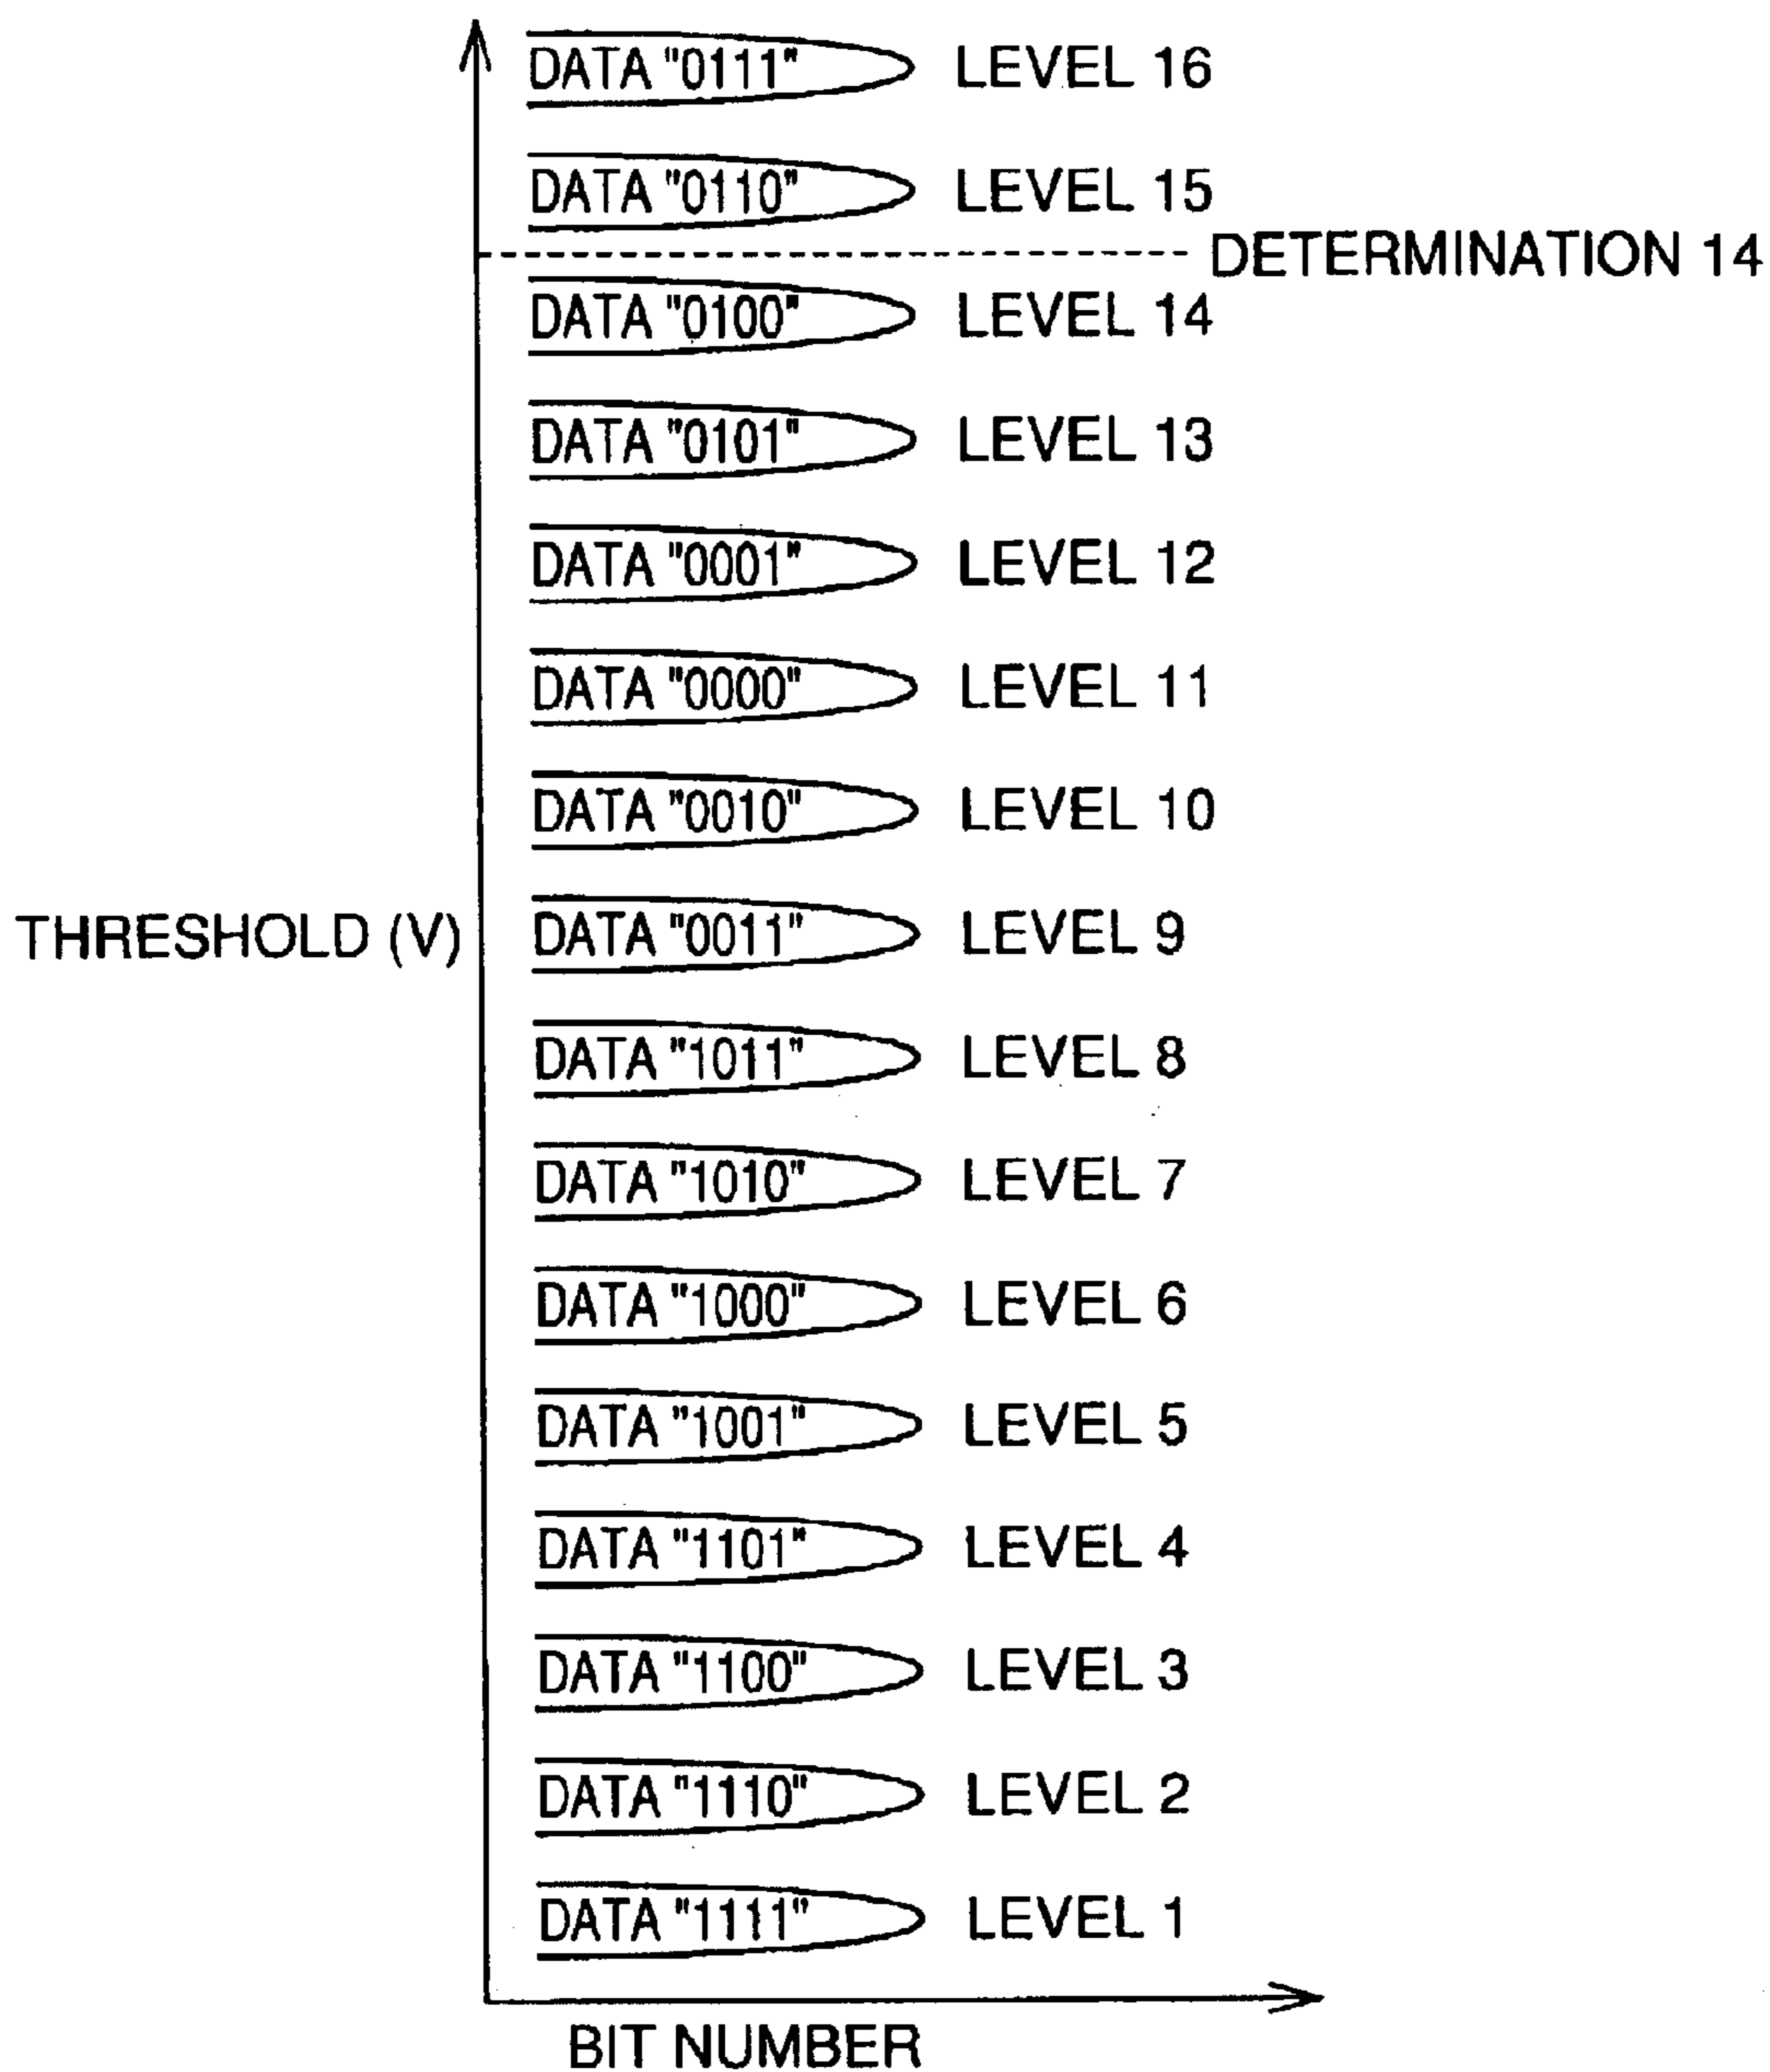 DATA "0111" LEVEL 16
DATA "0110" LEVEL 15
DETERMINATION 14
DATA "0100" LEVEL 14
DATA "0101" LEVEL 13
DATA "0001" LEVEL 12
DATA "0000" LEVEL 11
DATA "0010" LEVEL 10
THRESHOLD (V) DATA "0011" LEVEL 9
DATA "1011" LEVEL 8
DATA "1010" LEVEL 7
DATA "1000" LEVEL 6
DATA "1001" LEVEL 5
DATA "1101" LEVEL 4
DATA "1100" LEVEL 3
DATA "1110" LEVEL 2
DATA "1111" LEVEL 1
BIT NUMBER